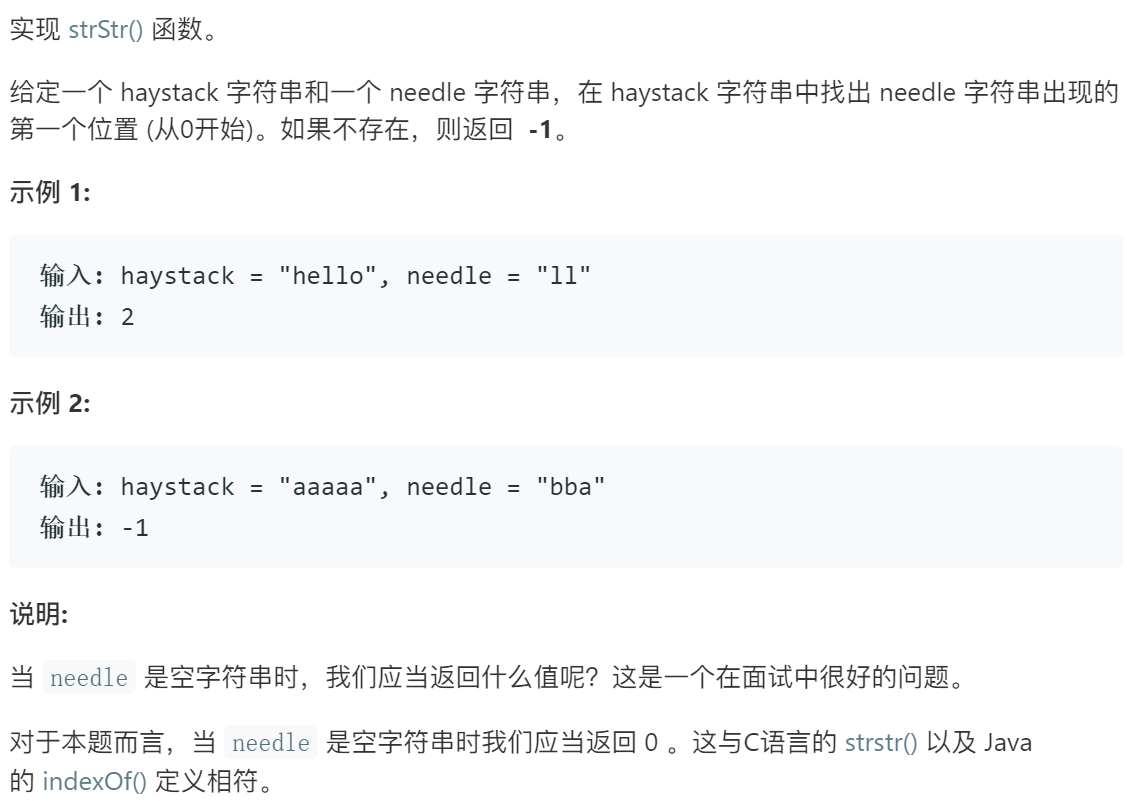 实现 strStr() 函数。
给定一个 haystack 字符串和一个 needle 字符串，在 haystack 字符串中找出 needle 字符串出现的
第一个位置 (从0开始)。如果不存在，则返回 -1。
示例 1:
输入: haystack = "hello", needle = "ll"
输出: 2
示例 2:
输入: haystack = "aaaaa", needle = "bba"
输出: -1
说明:
当 needle 是空字符串时，我们应当返回什么值呢？这是一个在面试中很好的问题。
对于本题而言，当 needle 是空字符串时我们应当返回 0 。这与C语言的 strstr() 以及 Java
的 indexOf() 定义相符。